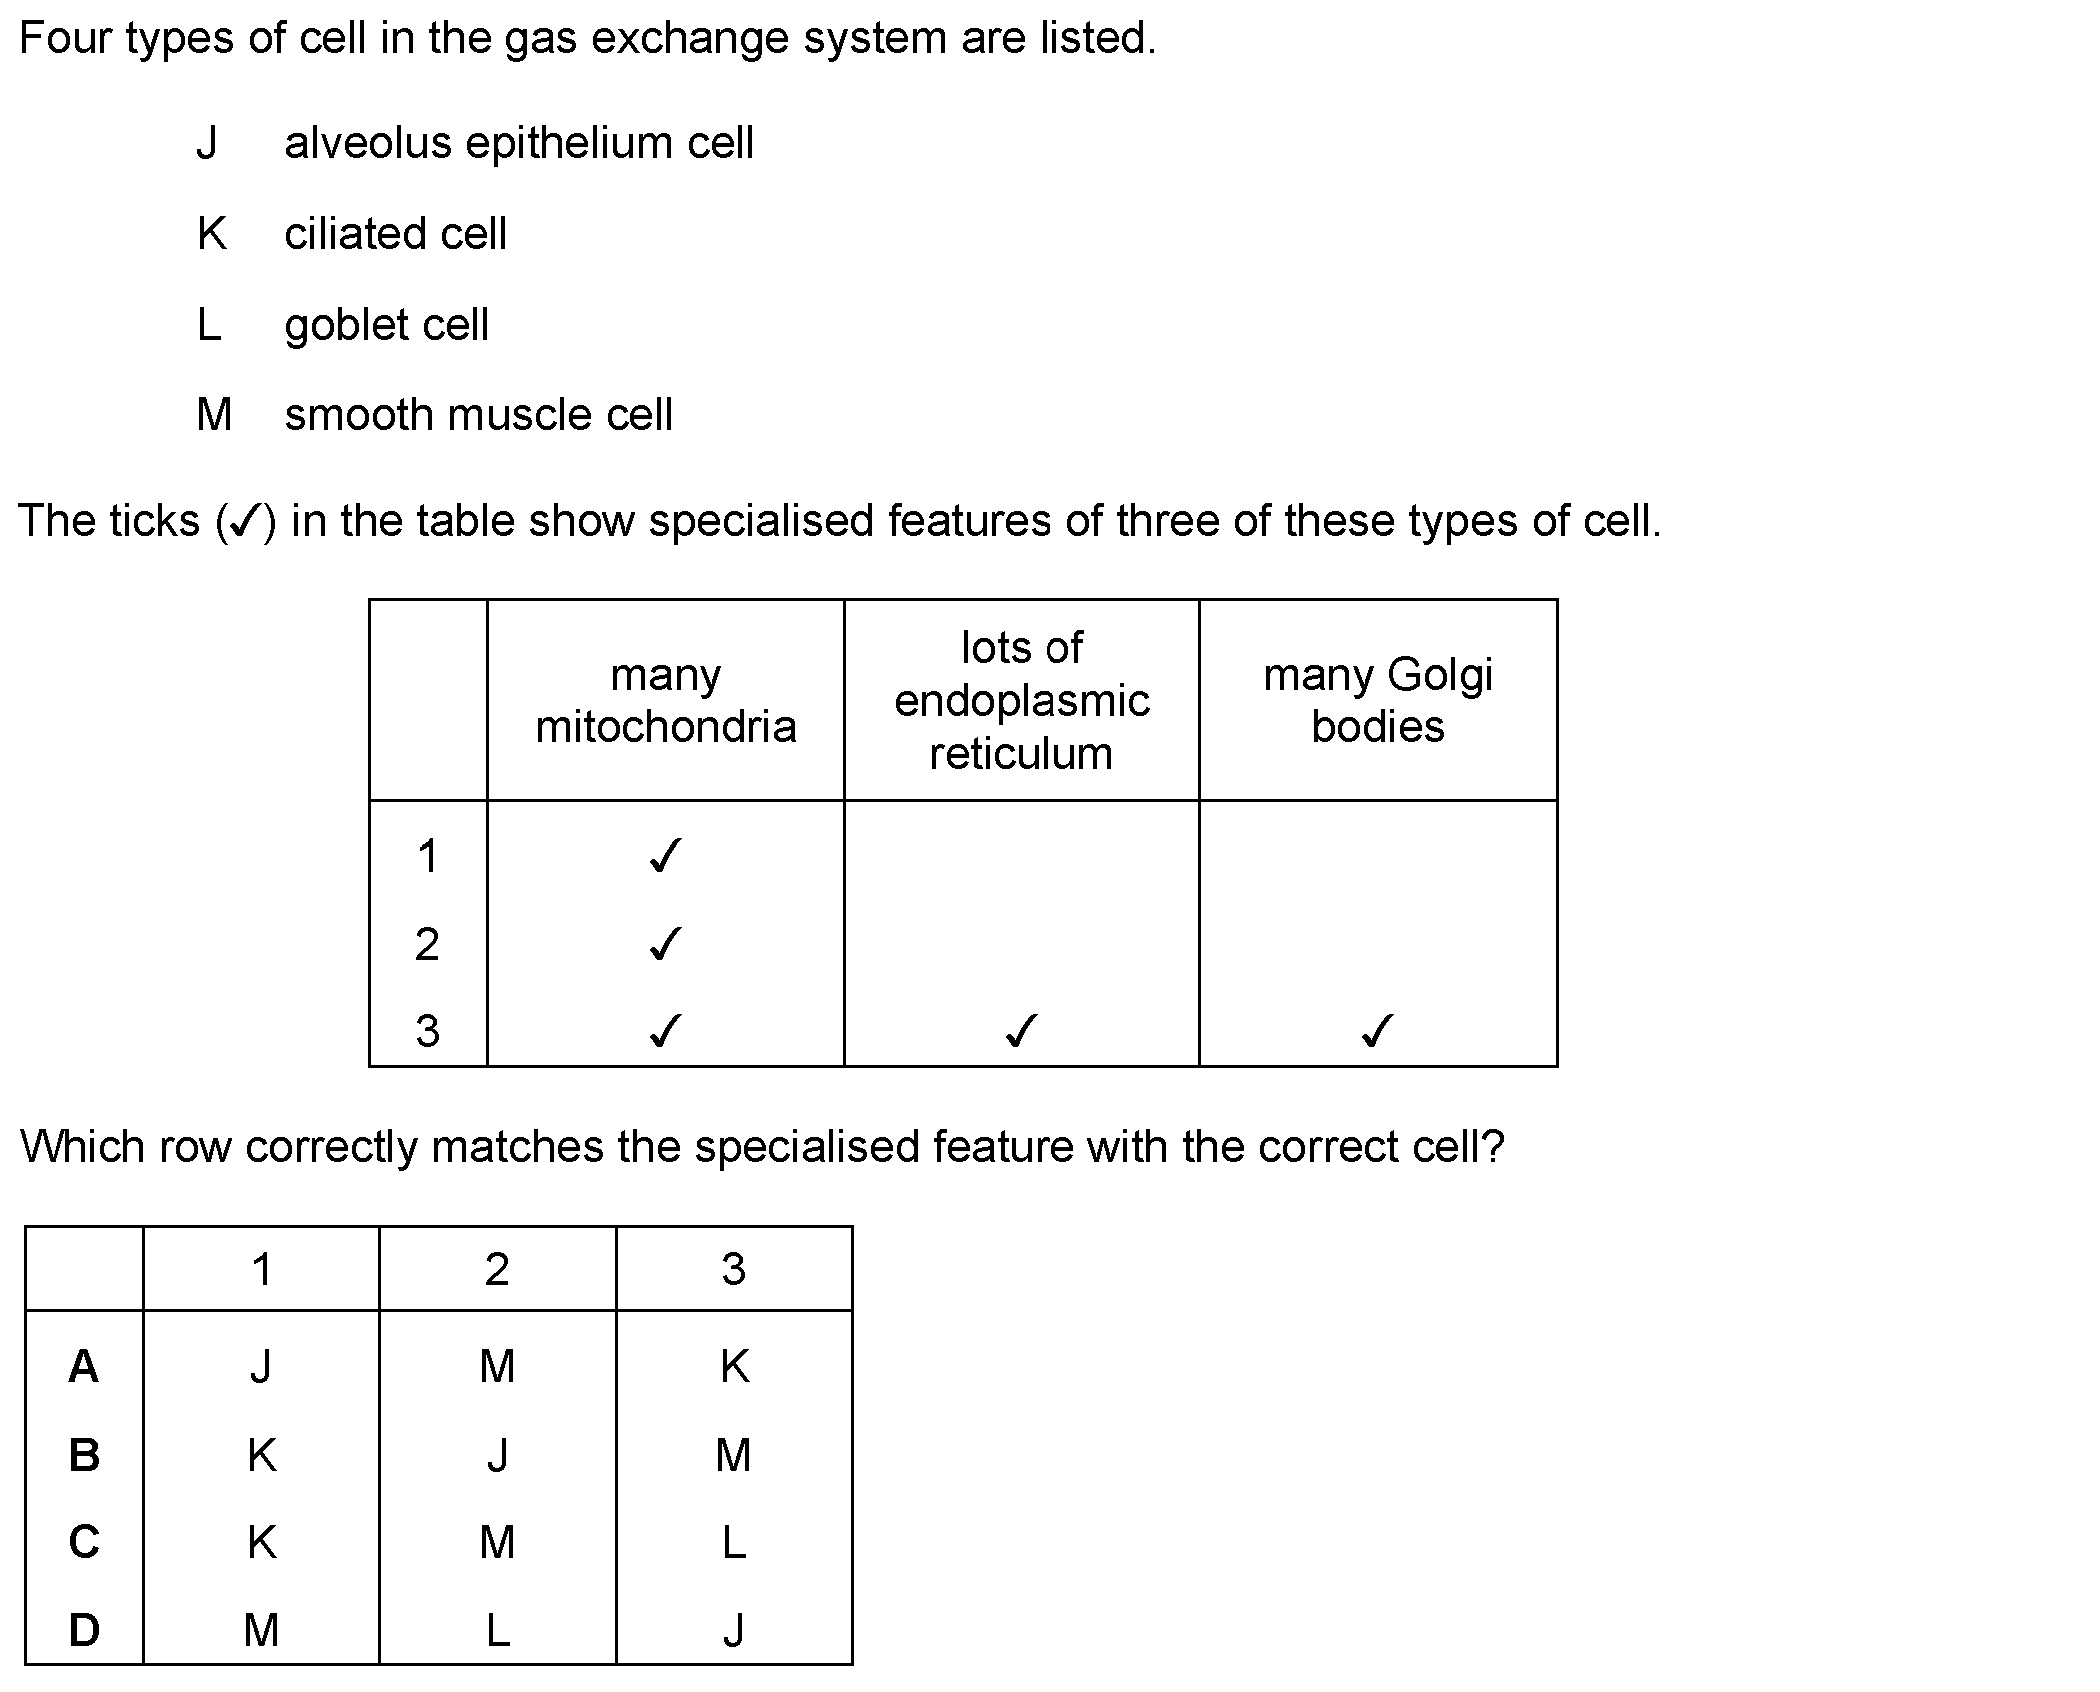 Four types of cell in the gas exchange system are listed.
J alveolus epithelium cell
K ciliated cell
L goblet cell
M smooth muscle cell
The ticks (✓) in the table show specialised features of three of these types of cell.
many mitochondria lots of endoplasmic reticulum many Golgi bodies
1 ✓
2 ✓
3 ✓ ✓ ✓
Which row correctly matches the specialised feature with the correct cell?
1 2 3
A J M K
B K J M
C K M L
D M L J